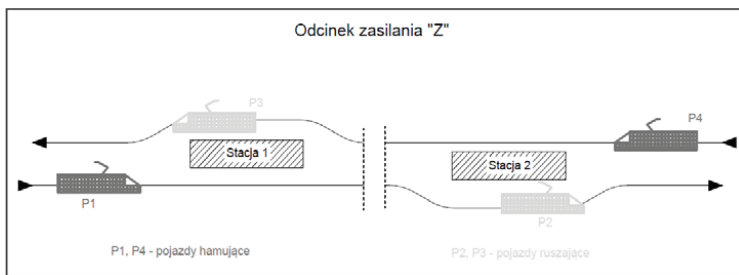 Odcinek zasilania "Z"
P3
P4
Stacja 1
Stacja 2
P1
P2
P1, P4 - pojazdy hamujące
P2, P3 - pojazdy ruszające